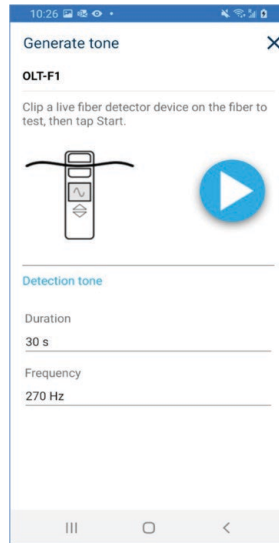 10:26
Generate tone
OLT-F1
Clip a live fiber detector device on the fiber to
test, then tap Start.
Detection tone
Duration
30 s
Frequency
270 Hz